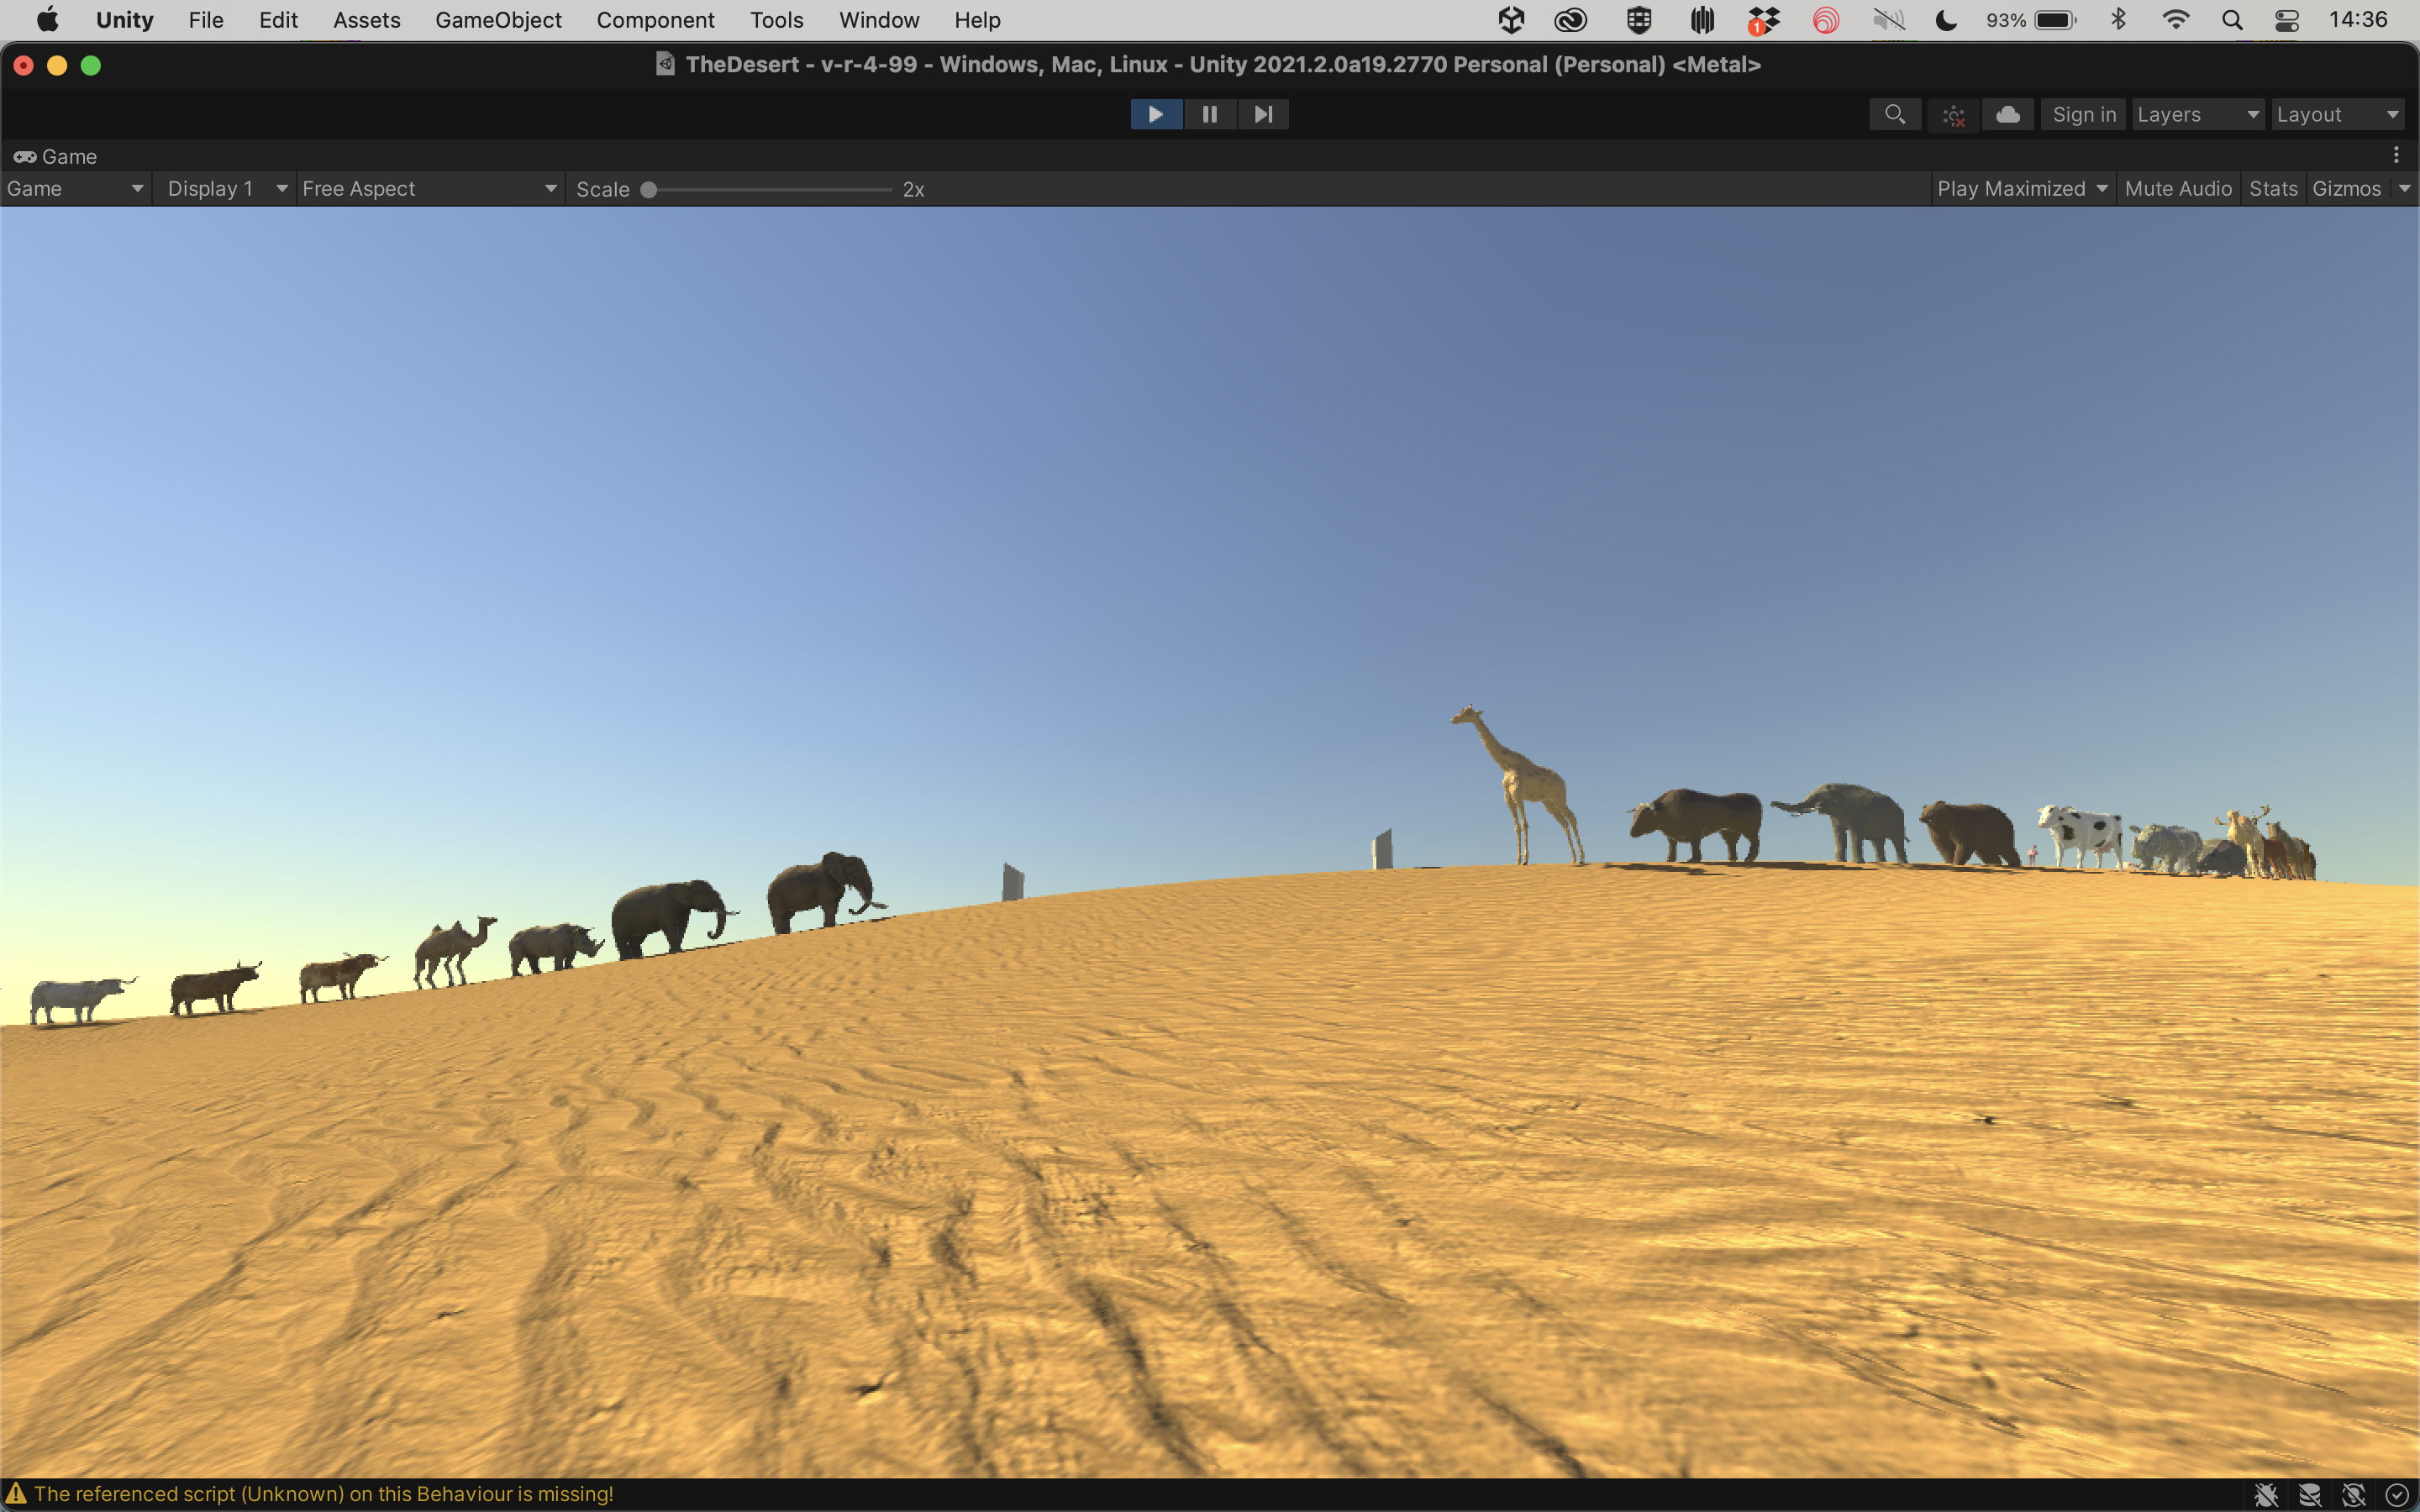 Unity File Edit Assets GameObject Component Tools Window Help 1 93% 14:36
TheDesert - v-r-4-99 - Windows, Mac, Linux - Unity 2021.2.0a19.2770 Personal (Personal) <Metal>
Sign in Layers Layout
Game
Game Display 1 Free Aspect Scale 2x Play Maximized Mute Audio Stats Gizmos
The referenced script (Unknown) on this Behaviour is missing!